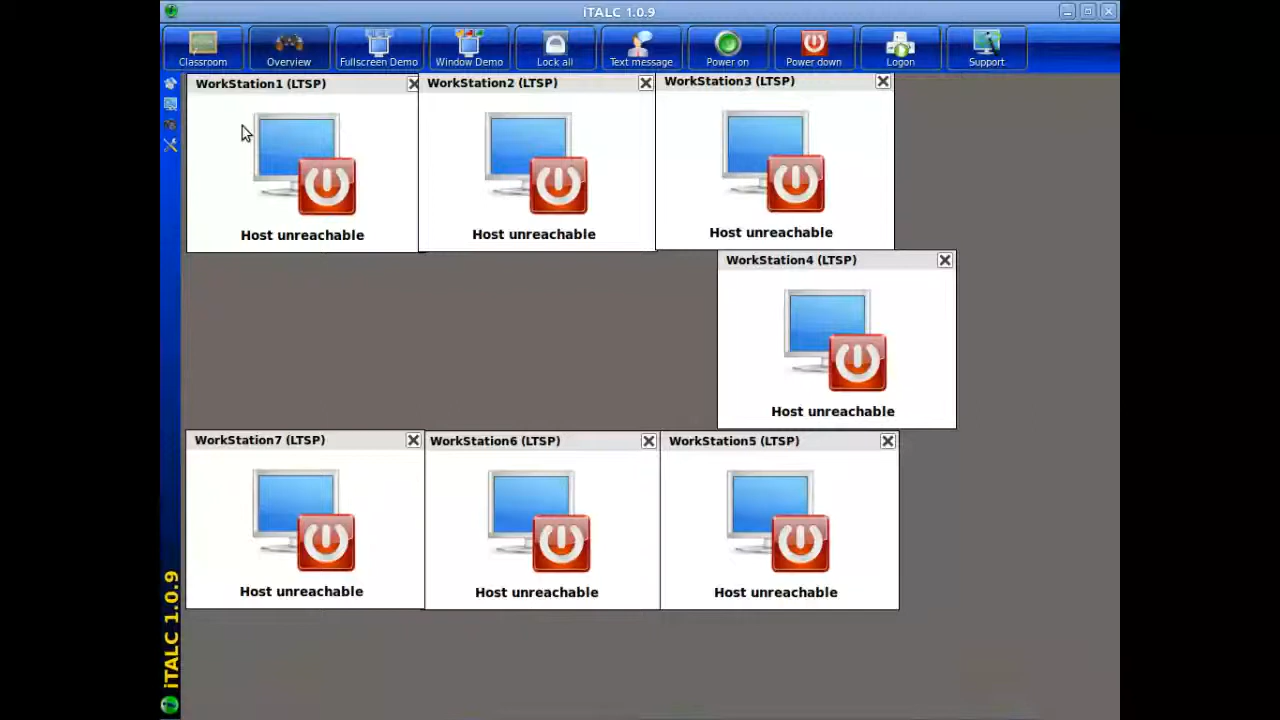 iTALC 1.0.9
Classroom Overview Fullscreen Demo Window Demo Lock all Text message Power on Power down Logon Support
WorkStation1 (LTSP)
Host unreachable
WorkStation2 (LTSP)
Host unreachable
WorkStation3 (LTSP)
Host unreachable
WorkStation4 (LTSP)
Host unreachable
WorkStation7 (LTSP)
Host unreachable
WorkStation6 (LTSP)
Host unreachable
WorkStation5 (LTSP)
Host unreachable
iTALC 1.0.9